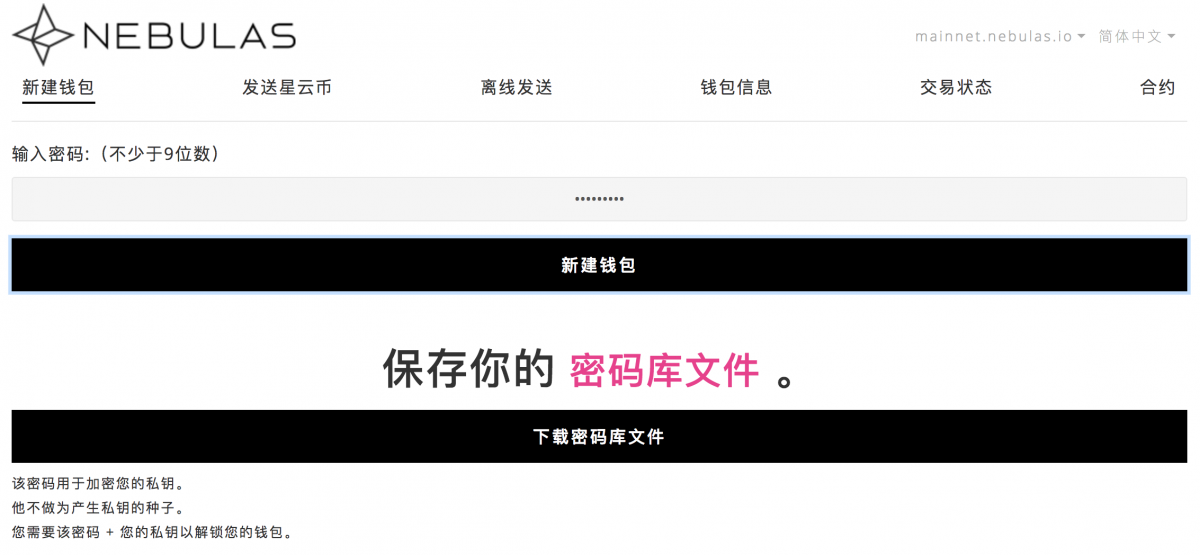 NEBULAS
mainnet.nebulas.io 简体中文
新建钱包 发送星云币 离线发送 钱包信息 交易状态 合约
输入密码:（不少于9位数）
•••••••••
新建钱包
保存你的 密码库文件 。
下载密码库文件
该密码用于加密您的私钥。
他不做为产生私钥的种子。
您需要该密码 + 您的私钥以解锁您的钱包。